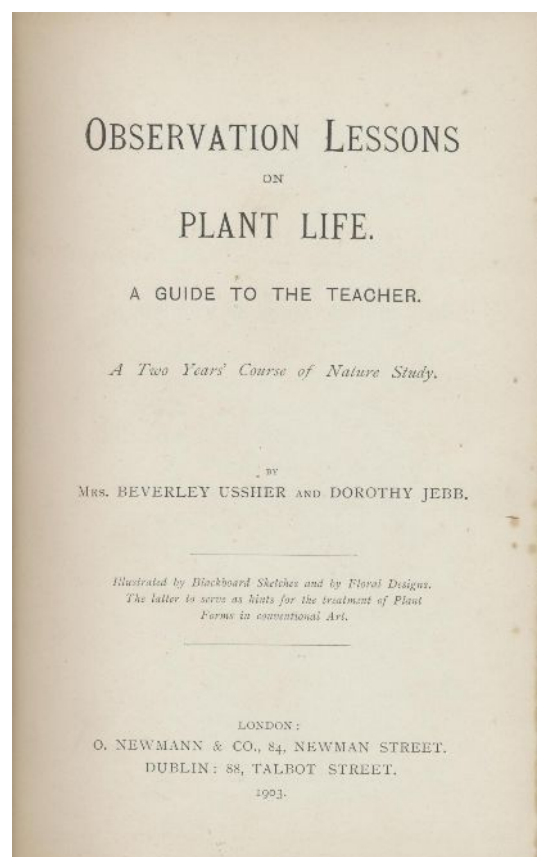 OBSERVATION LESSONS
ON
PLANT LIFE.
A GUIDE TO THE TEACHER.
A Two Years' Course of Nature Study.
BY
MRS. BEVERLEY USSHER AND DOROTHY JEBB.
Illustrated by Blackboard Sketches and by Floral Designs.
The latter to serve as hints for the treatment of Plant
Forms in conventional Art.
LONDON:
O. NEWMANN & CO., 84, NEWMAN STREET.
DUBLIN: 88, TALBOT STREET.
1903.